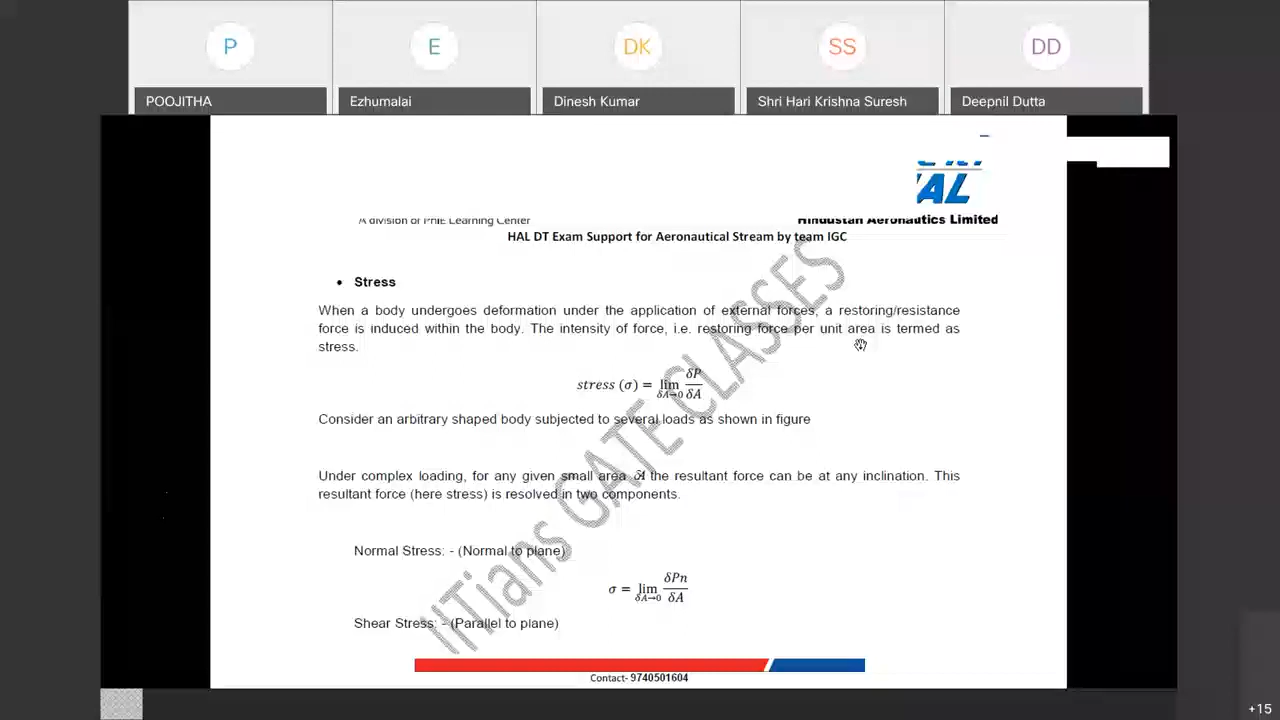 P E DK SS DD
POOJITHA Ezhumalai Dinesh Kumar Shri Hari Krishna Suresh Deepnil Dutta
A division of PhIE Learning Center
Hindustan Aeronautics Limited
HAL DT Exam Support for Aeronautical Stream by team IGC
• Stress
When a body undergoes deformation under the application of external forces, a restoring/resistance
force is induced within the body. The intensity of force, i.e. restoring force per unit area is termed as
stress.
stress (σ) = lim δA→0 δP/δA
Consider an arbitrary shaped body subjected to several loads as shown in figure
Under complex loading, for any given small area δA the resultant force can be at any inclination. This
resultant force (here stress) is resolved in two components.
Normal Stress: - (Normal to plane)
σ = lim δA→0 δPn/δA
Shear Stress: - (Parallel to plane)
IITians GATE CLASSES
Contact- 9740501604
+15